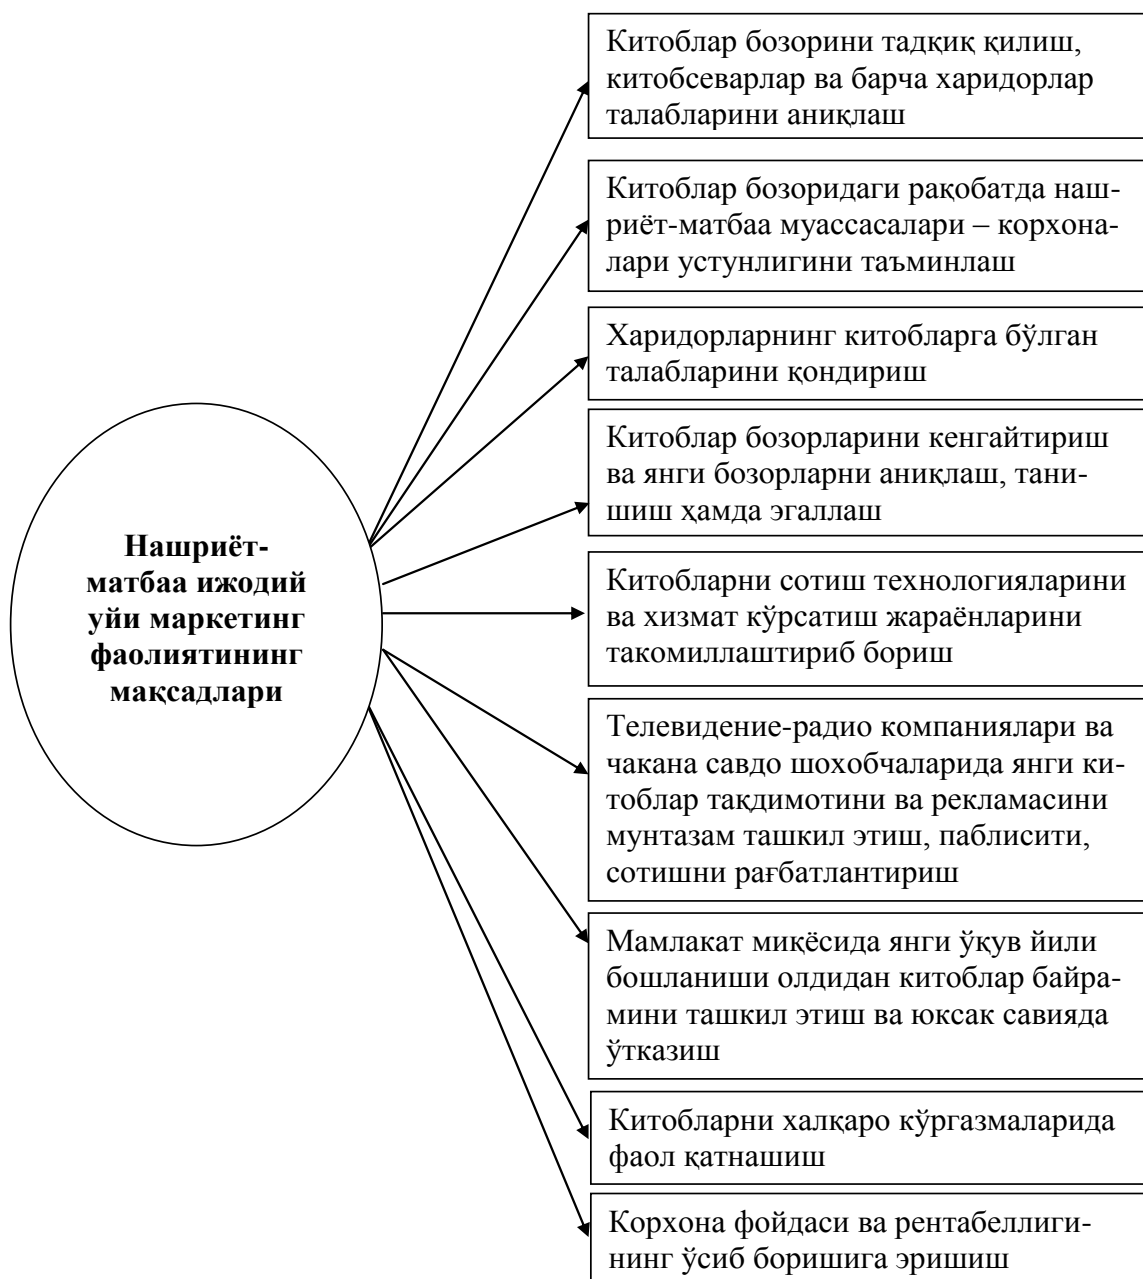 Китоблар бозорини тадқиқ қилиш,
китобсеварлар ва барча харидорлар
талабларини аниқлаш
Китоблар бозоридаги рақобатда наш-
риёт-матбаа муассасалари – корхона-
лари устунлигини таъминлаш
Харидорларнинг китобларга бўлган
талабларини қондириш
Китоблар бозорларини кенгайтириш
ва янги бозорларни аниқлаш, тани-
шиш ҳамда эгаллаш
Нашриёт-
матбаа ижодий
уйи маркетинг
фаолиятининг
мақсадлари
Китобларни сотиш технологияларини
ва хизмат кўрсатиш жараёнларини
такомиллаштириб бориш
Телевидение-радио компаниялари ва
чакана савдо шохобчаларида янги ки-
тоблар тақдимотини ва рекламасини
мунтазам ташкил этиш, паблисити,
сотишни рағбатлантириш
Мамлакат миқёсида янги ўқув йили
бошланиши олдидан китоблар байра-
мини ташкил этиш ва юксак савияда
ўтказиш
Китобларни халқаро кўргазмаларида
фаол қатнашиш
Корхона фойдаси ва рентабеллиги-
нинг ўсиб боришига эришиш